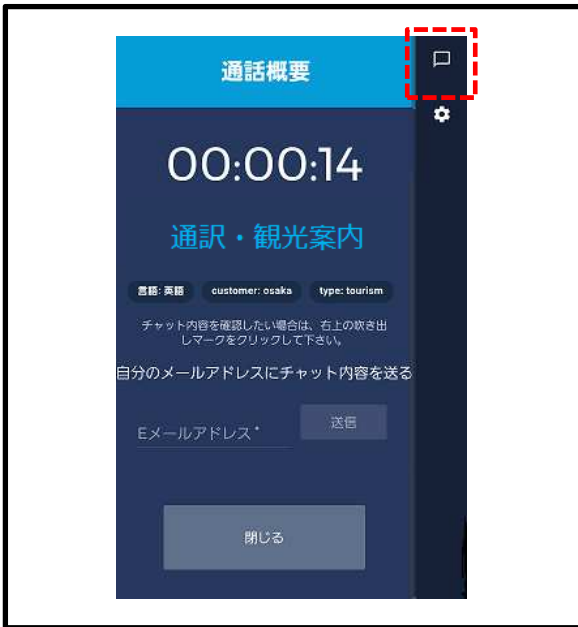 通話概要
00:00:14
通訳・観光案内
言語: 英語 customer: osaka type: tourism
チャット内容を確認したい場合は、右上の吹き出
しマークをクリックして下さい。
自分のメールアドレスにチャット内容を送る
Eメールアドレス *
送信
閉じる